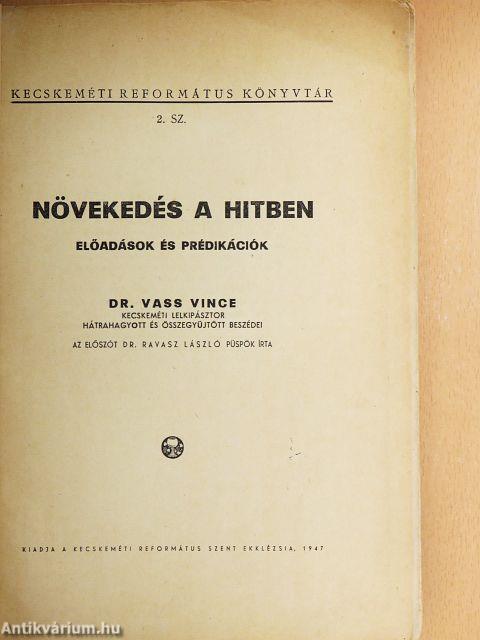 KECSKEMÉTI REFORMÁTUS KÖNYVTÁR
2. SZ.
NÖVEKEDÉS A HITBEN
ELŐADÁSOK ÉS PRÉDIKÁCIÓK
DR. VASS VINCE
KECSKEMÉTI LELKIPÁSZTOR
HÁTRAHAGYOTT ÉS ÖSSZEGYŰJTÖTT BESZÉDEI
AZ ELŐSZÓT DR. RAVASZ LÁSZLÓ PÜSPÖK ÍRTA
KIADJA A KECSKEMÉTI REFORMÁTUS SZENT EKKLÉZSIA, 1947
Antikvárium.hu